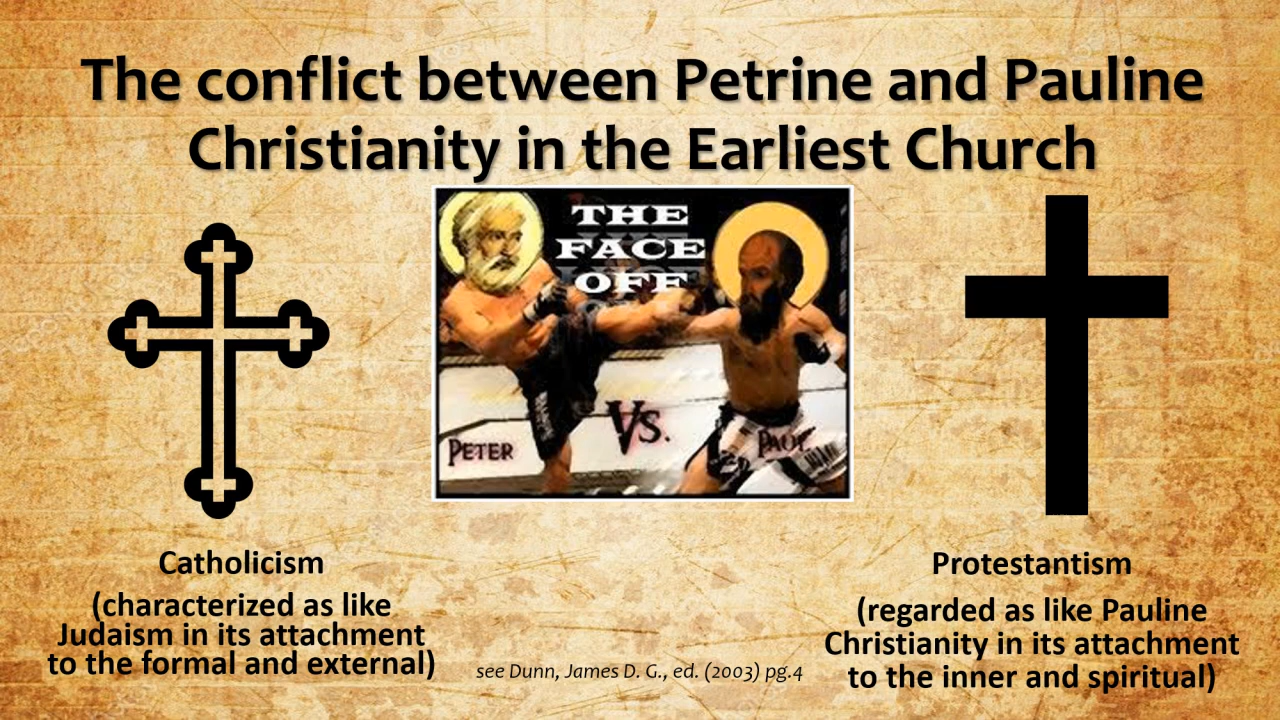 The conflict between Petrine and Pauline
Christianity in the Earliest Church
THE
FACE
OFF
VS.
PETER
PAUL
Catholicism
(characterized as like
Judaism in its attachment
to the formal and external)
see Dunn, James D. G., ed. (2003) pg.4
Protestantism
(regarded as like Pauline
Christianity in its attachment
to the inner and spiritual)